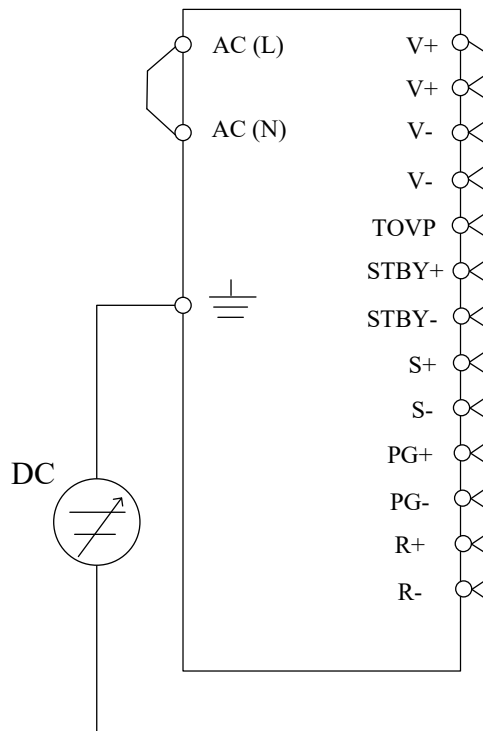 AC (L)
AC (N)
DC
V+
V+
V-
V-
TOVP
STBY+
STBY-
S+
S-
PG+
PG-
R+
R-